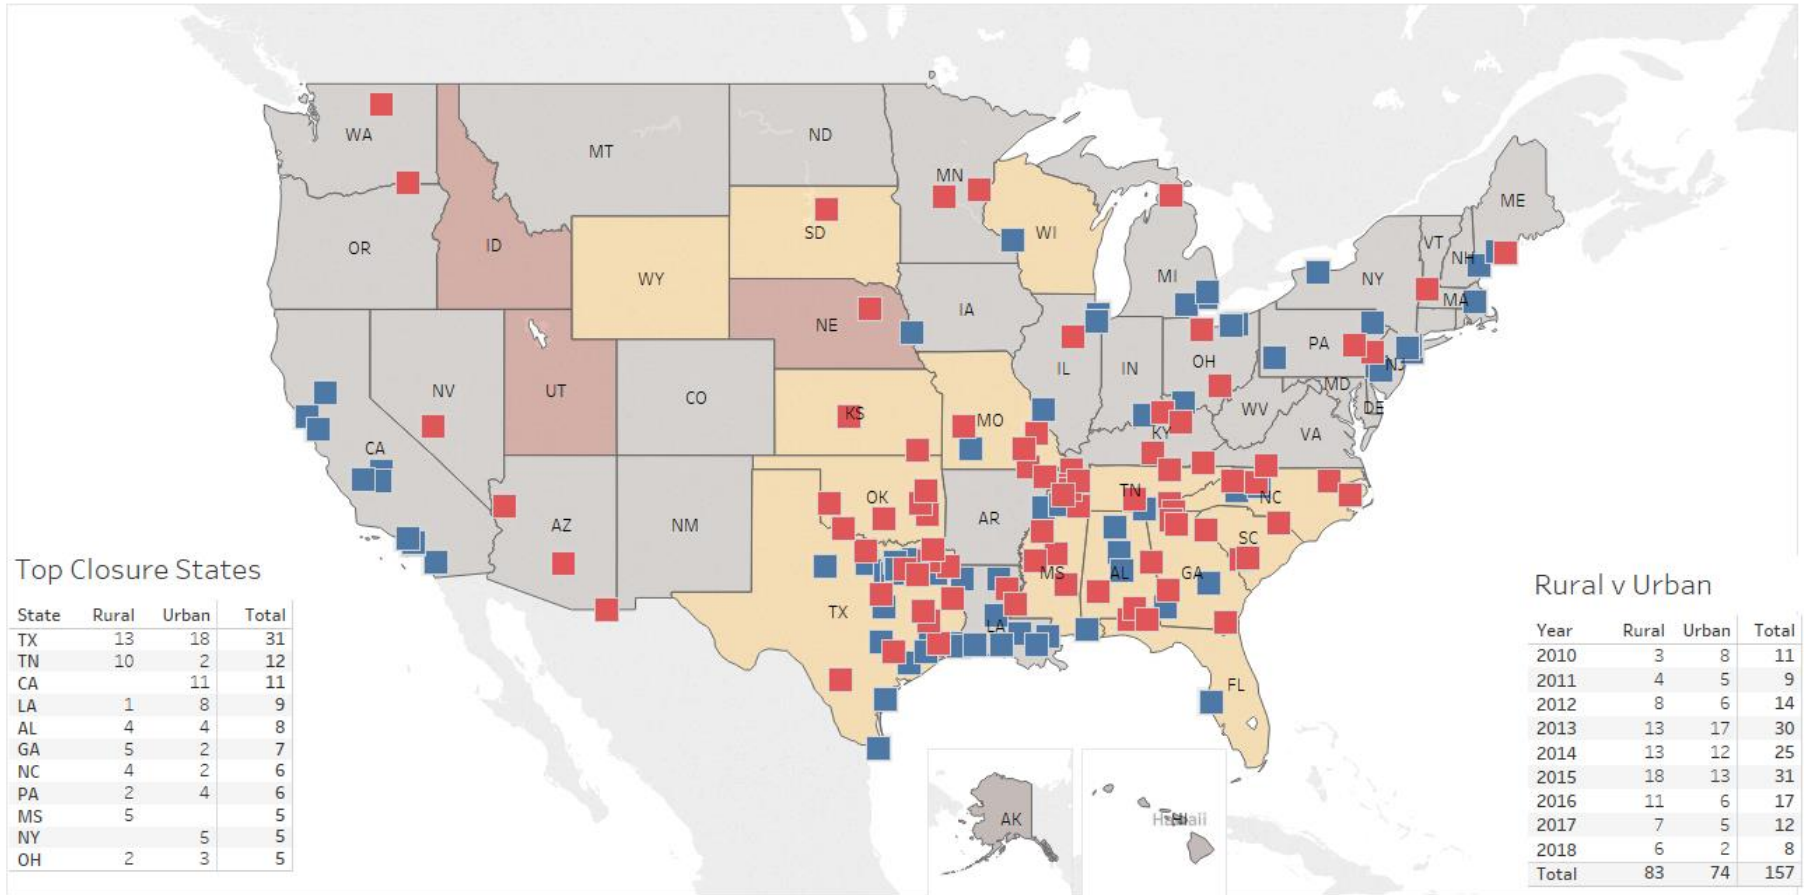 WA
MT
ND
MN
ME
OR
ID
SD
WI
VT
NH
WY
MI
NY
MA
NE
IA
PA
NJ
NV
UT
CO
IL
IN
OH
MD
DE
KS
MO
WV
VA
CA
KY
AZ
NM
OK
AR
TN
NC
SC
TX
MS
AL
GA
LA
FL
AK
HI
Top Closure States
State Rural Urban Total
TX 13 18 31
TN 10 2 12
CA 11 11
LA 1 8 9
AL 4 4 8
GA 5 2 7
NC 4 2 6
PA 2 4 6
MS 5 5
NY 5 5
OH 2 3 5
Rural v Urban
Year Rural Urban Total
2010 3 8 11
2011 4 5 9
2012 8 6 14
2013 13 17 30
2014 13 12 25
2015 18 13 31
2016 11 6 17
2017 7 5 12
2018 6 2 8
Total 83 74 157